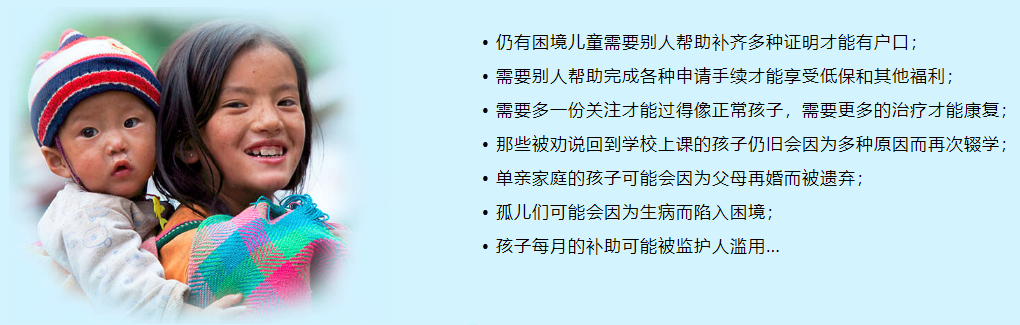 • 仍有困境儿童需要别人帮助补齐多种证明才能有户口；
• 需要别人帮助完成各种申请手续才能享受低保和其他福利；
• 需要多一份关注才能过得像正常孩子，需要更多的治疗才能康复；
• 那些被劝说回到学校上课的孩子仍旧会因为多种原因而再次辍学；
• 单亲家庭的孩子可能会因为父母再婚而被遗弃；
• 孤儿们可能会因为生病而陷入困境；
• 孩子每月的补助可能被监护人滥用...